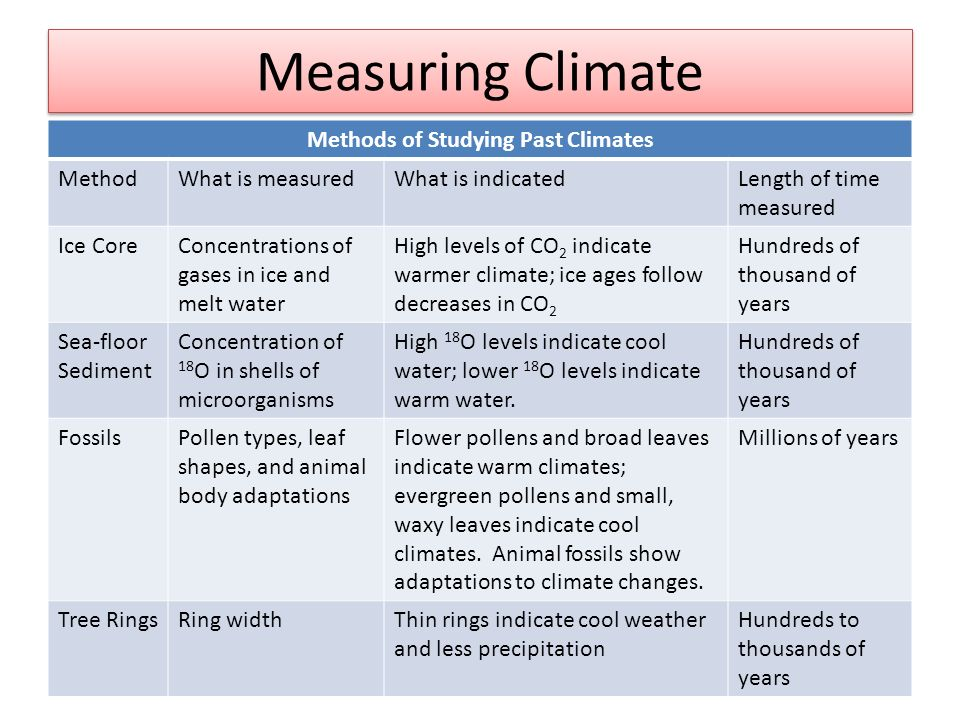 Measuring Climate
Methods of Studying Past Climates
Method
What is measured
What is indicated
Length of time
measured
Ice Core
Concentrations of
gases in ice and
melt water
High levels of CO₂ indicate
warmer climate; ice ages follow
decreases in CO₂
Hundreds of
thousand of
years
Sea-floor
Sediment
Concentration of
¹⁸O in shells of
microorganisms
High ¹⁸O levels indicate cool
water; lower ¹⁸O levels indicate
warm water.
Hundreds of
thousand of
years
Fossils
Pollen types, leaf
shapes, and animal
body adaptations
Flower pollens and broad leaves
indicate warm climates;
evergreen pollens and small,
waxy leaves indicate cool
climates.  Animal fossils show
adaptations to climate changes.
Millions of years
Tree Rings
Ring width
Thin rings indicate cool weather
and less precipitation
Hundreds to
thousands of
years